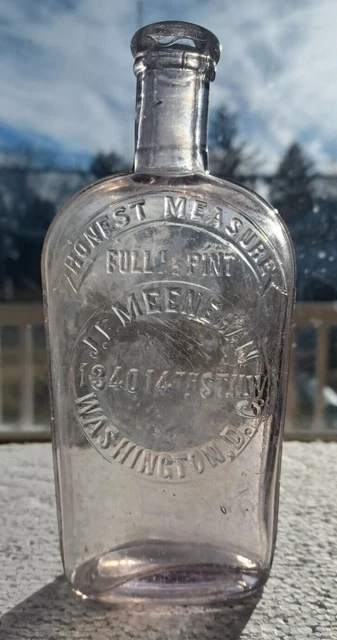 HONEST MEASURE
FULL ½ PINT
J.F. MEENEHAN
1340 14TH ST. N.W.
WASHINGTON, D.C.